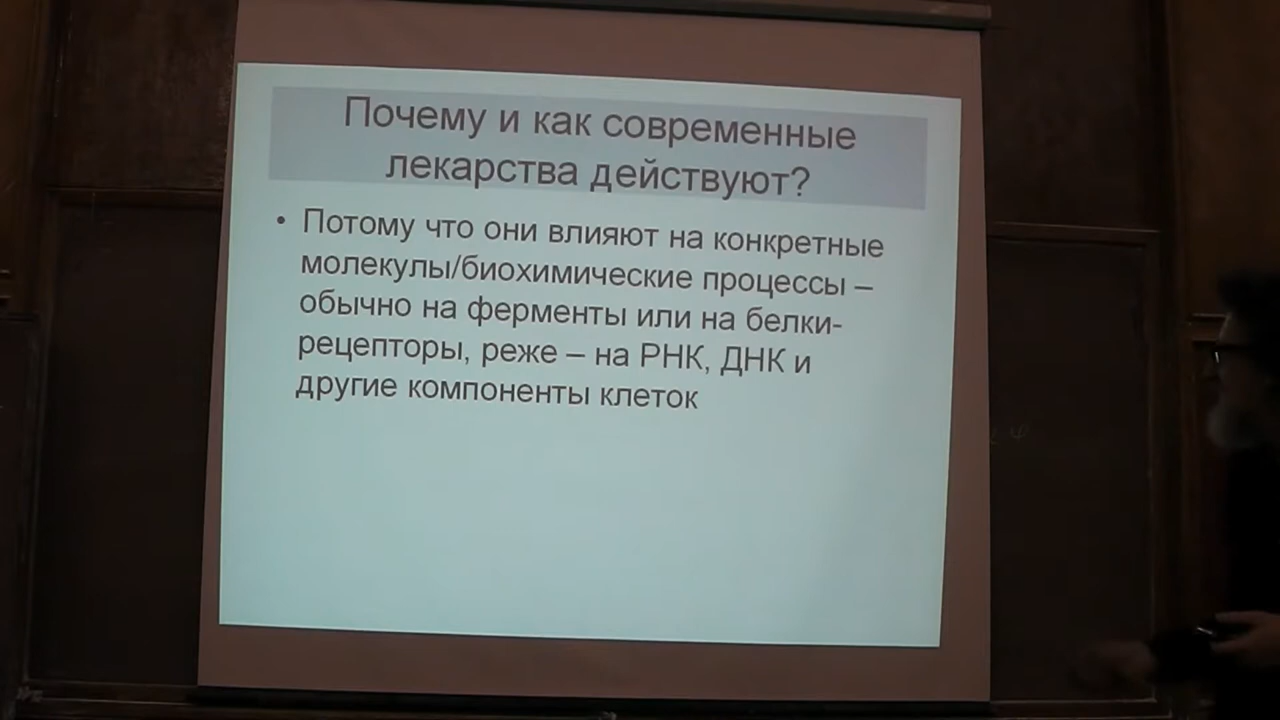 Почему и как современные
лекарства действуют?
• Потому что они влияют на конкретные
молекулы/биохимические процессы –
обычно на ферменты или на белки-
рецепторы, реже – на РНК, ДНК и
другие компоненты клеток